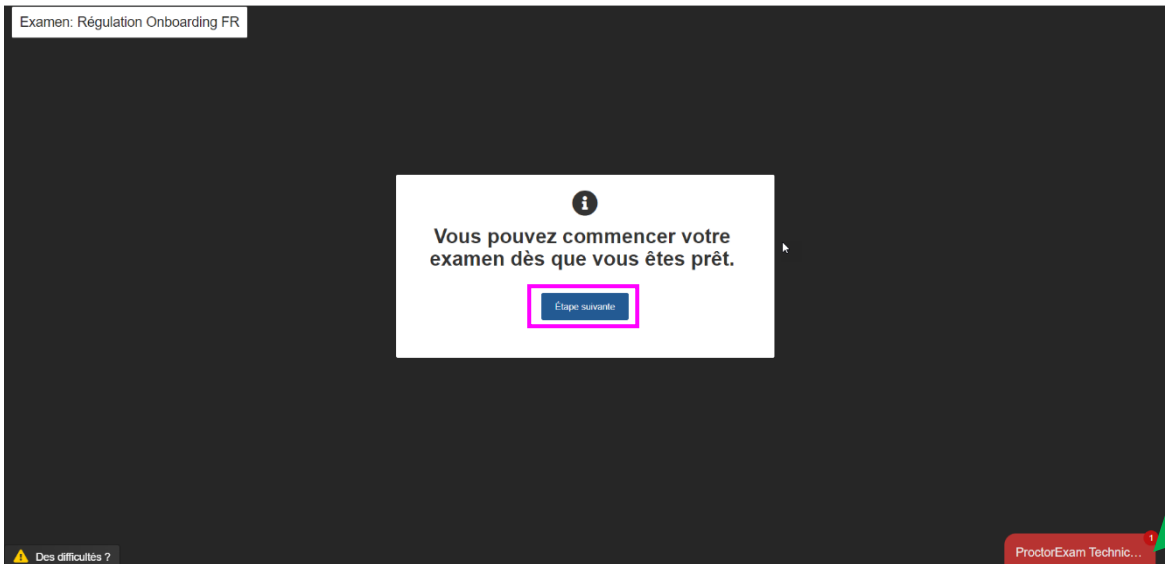 Examen: Régulation Onboarding FR
Vous pouvez commencer votre
examen dès que vous êtes prêt.
Étape suivante
Des difficultés ?
1
ProctorExam Technic...